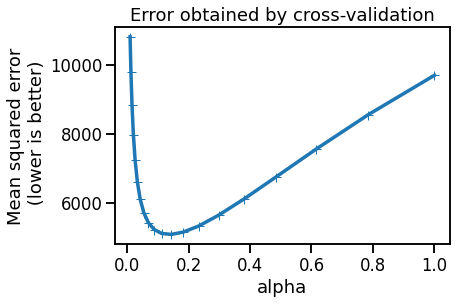 Error obtained by cross-validation
Mean squared error
(lower is better)
10000
8000
6000
0.0 0.2 0.4 0.6 0.8 1.0
alpha